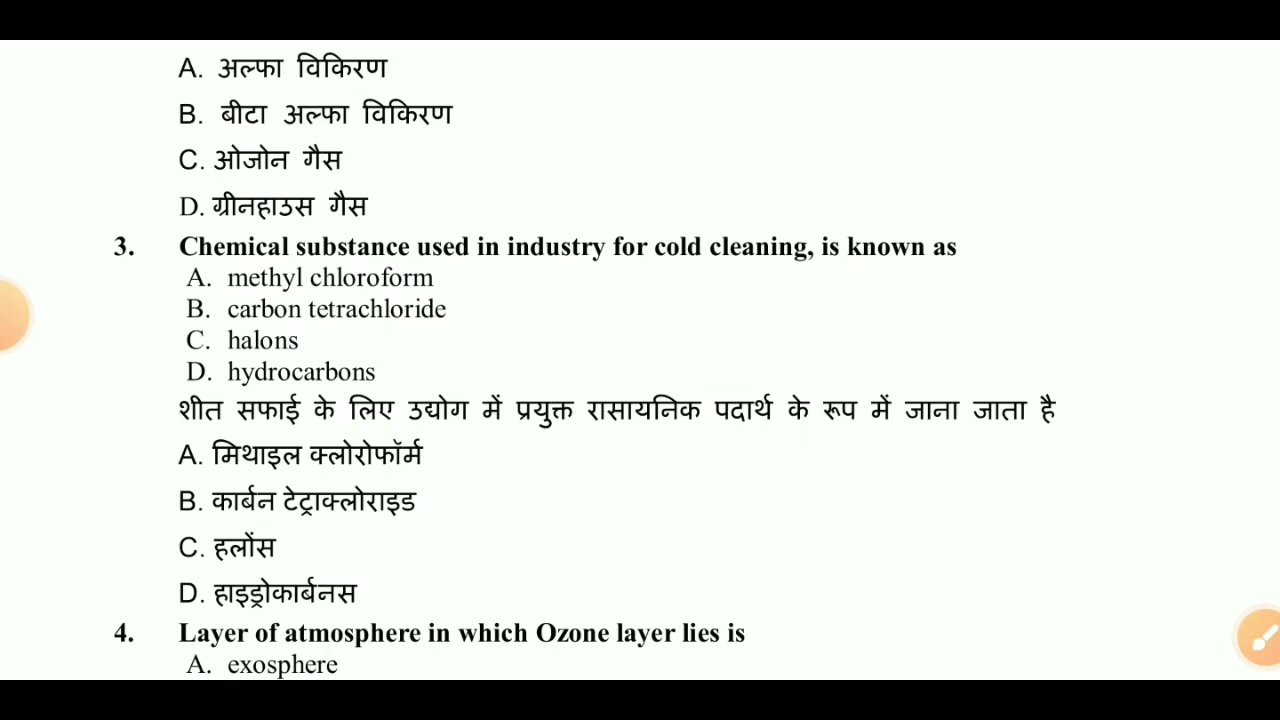 A. अल्फा विकिरण
B. बीटा अल्फा विकिरण
C. ओजोन गैस
D. ग्रीनहाउस गैस
3. Chemical substance used in industry for cold cleaning, is known as
A. methyl chloroform
B. carbon tetrachloride
C. halons
D. hydrocarbons
शीत सफाई के लिए उद्योग में प्रयुक्त रासायनिक पदार्थ के रूप में जाना जाता है
A. मिथाइल क्लोरोफॉर्म
B. कार्बन टेट्राक्लोराइड
C. हलोंस
D. हाइड्रोकार्बनस
4. Layer of atmosphere in which Ozone layer lies is
A. exosphere